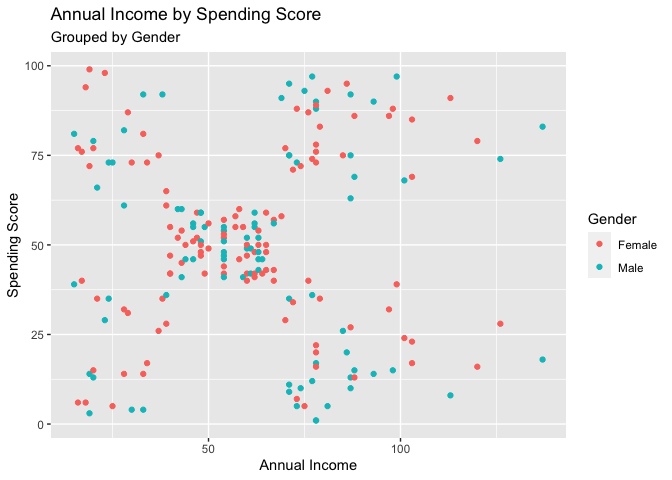 Annual Income by Spending Score
Grouped by Gender
100
75
50
25
0
Spending Score
50
100
Annual Income
Gender
Female
Male